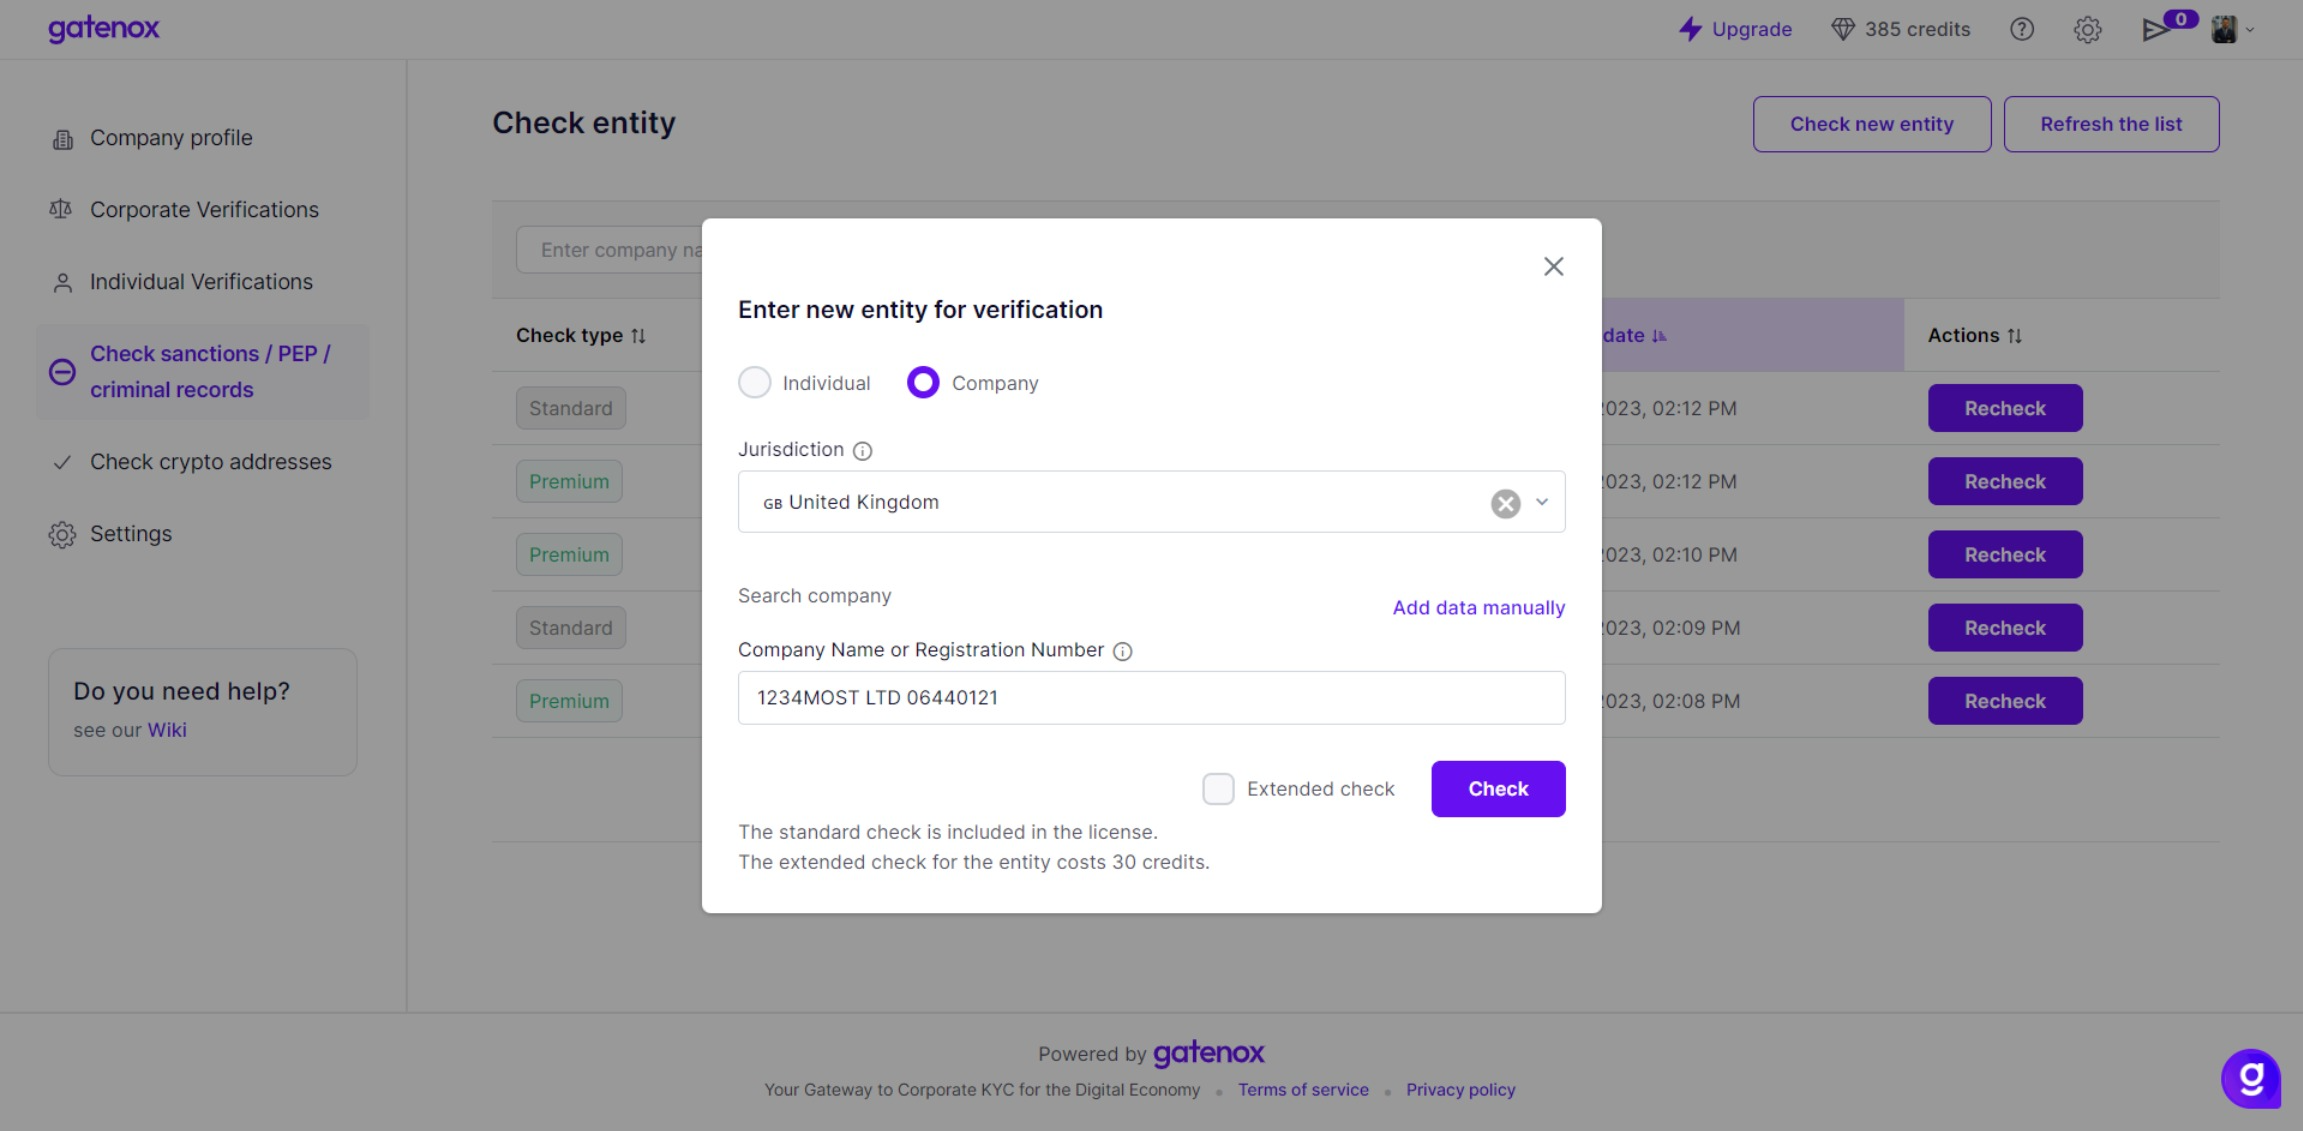 gatenox
Upgrade
385 credits
0
Company profile
Corporate Verifications
Individual Verifications
Check sanctions / PEP /
criminal records
Check crypto addresses
Settings
Do you need help?
see our Wiki
Check entity
Check new entity
Refresh the list
Enter company na
Check type
date
Actions
Standard
2023, 02:12 PM
Recheck
Premium
2023, 02:12 PM
Recheck
Premium
2023, 02:10 PM
Recheck
Standard
2023, 02:09 PM
Recheck
Premium
2023, 02:08 PM
Recheck
Enter new entity for verification
Individual
Company
Jurisdiction
GB United Kingdom
Search company
Add data manually
Company Name or Registration Number
1234MOST LTD 06440121
Extended check
Check
The standard check is included in the license.
The extended check for the entity costs 30 credits.
Powered by gatenox
Your Gateway to Corporate KYC for the Digital Economy • Terms of service • Privacy policy
g